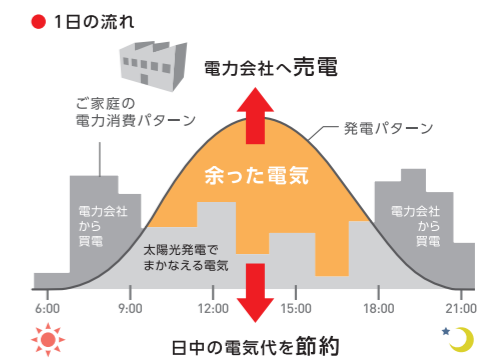 ● 1日の流れ
電力会社へ売電
ご家庭の
電力消費パターン
発電パターン
余った電気
電力会社
から
買電
太陽光発電で
まかなえる電気
電力会社
から
買電
6:00 9:00 12:00 15:00 18:00 21:00
日中の電気代を節約